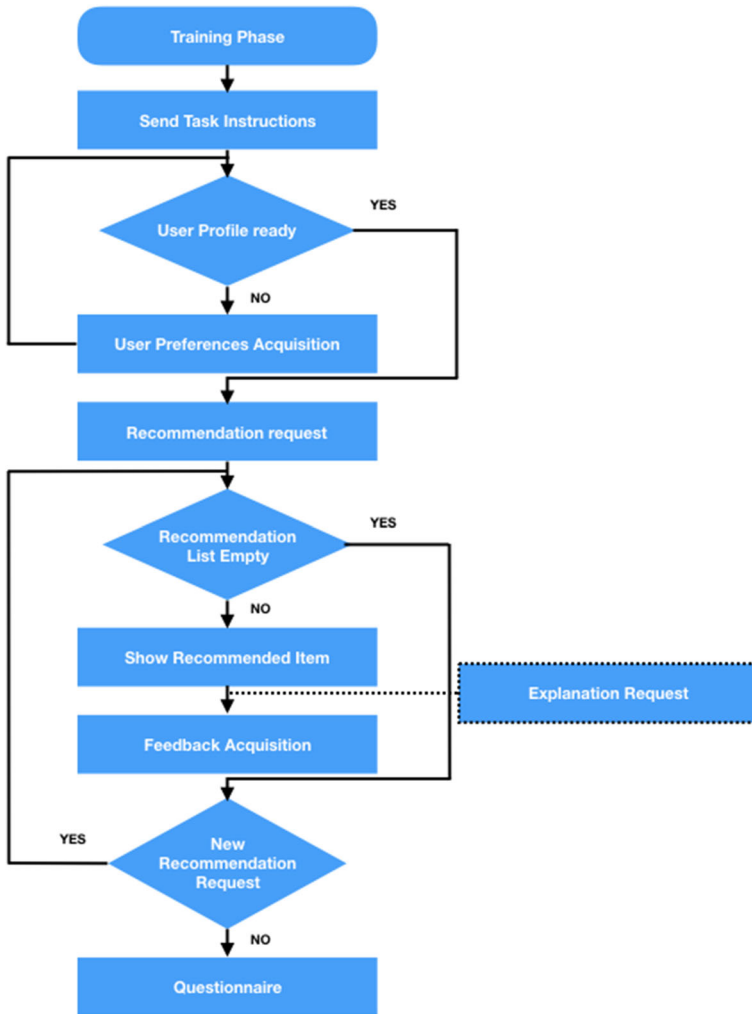 Training Phase
Send Task Instructions
YES
User Profile ready
NO
User Preferences Acquisition
Recommendation request
YES
Recommendation
List Empty
NO
Show Recommended Item
Explanation Request
Feedback Acquisition
YES
New
Recommendation
Request
NO
Questionnaire